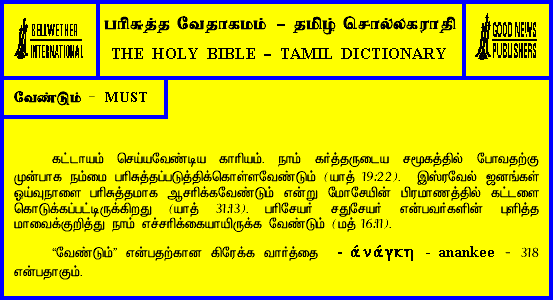 BELLWETHER
INTERNATIONAL
பரிசுத்த வேதாகமம் – தமிழ் சொல்லகராதி
THE HOLY BIBLE – TAMIL DICTIONARY
GOOD NEWS
PUBLISHERS
வேண்டும் – MUST
கட்டாயம் செய்யவேண்டிய காரியம். நாம் கர்த்தருடைய சமூகத்தில் போவதற்கு
முன்பாக நம்மை பரிசுத்தப்படுத்திக்கொள்ளவேண்டும் (யாத் 19:22). இஸ்ரவேல் ஜனங்கள்
ஓய்வுநாளை பரிசுத்தமாக ஆசரிக்கவேண்டும் என்று மோசேயின் பிரமாணத்தில் கட்டளை
கொடுக்கப்பட்டிருக்கிறது (யாத் 31:13). பரிசேயர் சதுசேயர் என்பவர்களின் புளித்த
மாவைக்குறித்து நாம் எச்சரிக்கையாயிருக்க வேண்டும் (மத் 16:11).
“வேண்டும்” என்பதற்கான கிரேக்க வார்த்தை - ἀνάγκη - anankee - 318
என்பதாகும்.